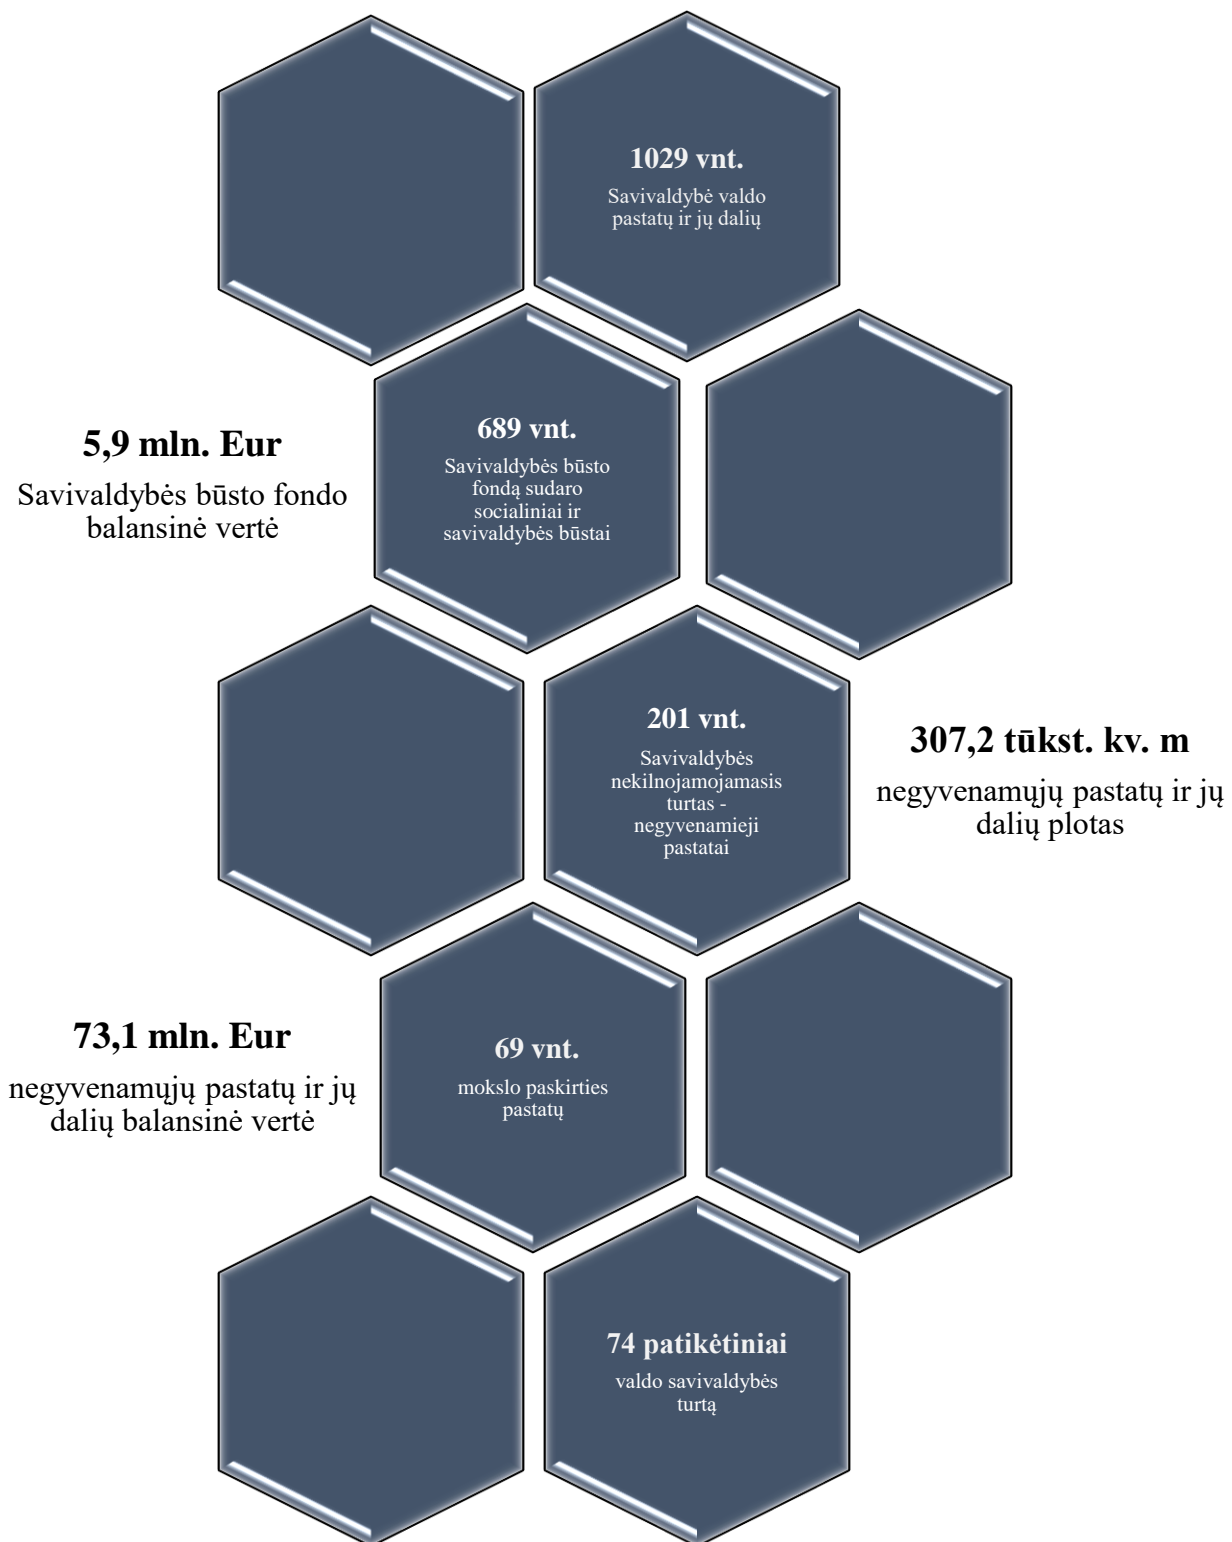 1029 vnt.
Savivaldybė valdo
pastatų ir jų dalių
5,9 mln. Eur
Savivaldybės būsto fondo
balansinė vertė
689 vnt.
Savivaldybės būsto
fondą sudaro
socialiniai ir
savivaldybės būstai
201 vnt.
Savivaldybės
nekilnojamojamasis
turtas -
negyvenamieji
pastatai
307,2 tūkst. kv. m
negyvenamųjų pastatų ir jų
dalių plotas
73,1 mln. Eur
negyvenamųjų pastatų ir jų
dalių balansinė vertė
69 vnt.
mokslo paskirties
pastatų
74 patikėtiniai
valdo savivaldybės
turtą